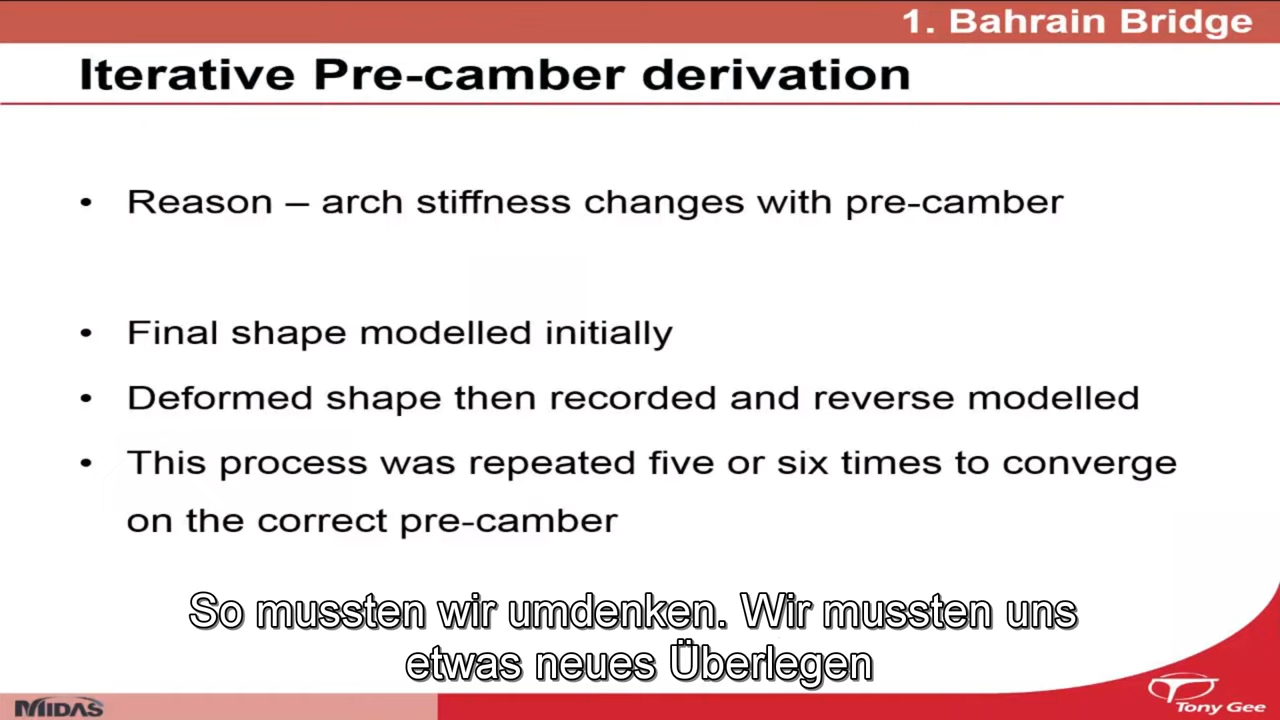 1. Bahrain Bridge
Iterative Pre-camber derivation
• Reason – arch stiffness changes with pre-camber
• Final shape modelled initially
• Deformed shape then recorded and reverse modelled
• This process was repeated five or six times to converge
on the correct pre-camber
So mussten wir umdenken. Wir mussten uns
etwas neues Überlegen
MIDAS
Tony Gee